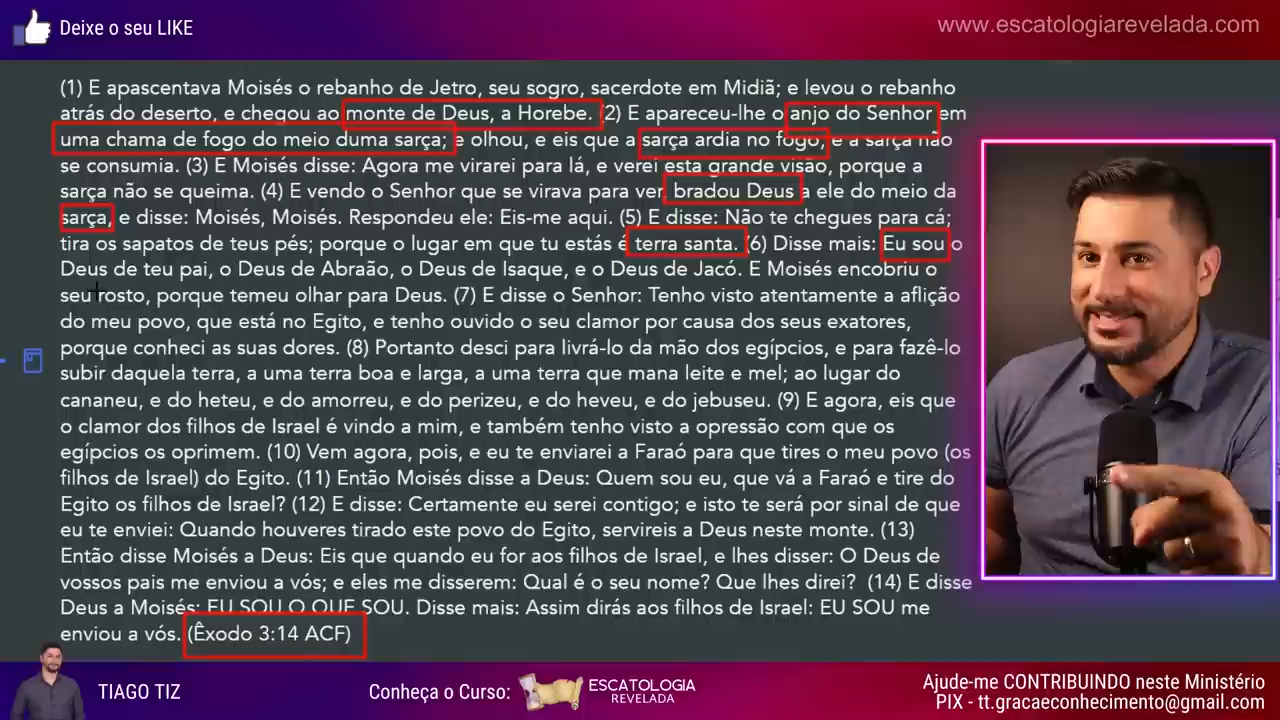 Deixe o seu LIKE
www.escatologiarevelada.com
(1) E apascentava Moisés o rebanho de Jetro, seu sogro, sacerdote em Midiã; e levou o rebanho
atrás do deserto, e chegou ao monte de Deus, a Horebe. (2) E apareceu-lhe o anjo do Senhor em
uma chama de fogo do meio duma sarça; e olhou, e eis que a sarça ardia no fogo, e a sarça não
se consumia. (3) E Moisés disse: Agora me virarei para lá, e verei esta grande visão, porque a
sarça não se queima. (4) E vendo o Senhor que se virava para ver, bradou Deus a ele do meio da
sarça, e disse: Moisés, Moisés. Respondeu ele: Eis-me aqui. (5) E disse: Não te chegues para cá;
tira os sapatos de teus pés; porque o lugar em que tu estás é terra santa. (6) Disse mais: Eu sou o
Deus de teu pai, o Deus de Abraão, o Deus de Isaque, e o Deus de Jacó. E Moisés encobriu o
seu rosto, porque temeu olhar para Deus. (7) E disse o Senhor: Tenho visto atentamente a aflição
do meu povo, que está no Egito, e tenho ouvido o seu clamor por causa dos seus exatores,
porque conheci as suas dores. (8) Portanto desci para livrá-lo da mão dos egípcios, e para fazê-lo
subir daquela terra, a uma terra boa e larga, a uma terra que mana leite e mel; ao lugar do
cananeu, e do heteu, e do amorreu, e do perizeu, e do heveu, e do jebuseu. (9) E agora, eis que
o clamor dos filhos de Israel é vindo a mim, e também tenho visto a opressão com que os
egípcios os oprimem. (10) Vem agora, pois, e eu te enviarei a Faraó para que tires o meu povo (os
filhos de Israel) do Egito. (11) Então Moisés disse a Deus: Quem sou eu, que vá a Faraó e tire do
Egito os filhos de Israel? (12) E disse: Certamente eu serei contigo; e isto te será por sinal de que
eu te enviei: Quando houveres tirado este povo do Egito, servireis a Deus neste monte. (13)
Então disse Moisés a Deus: Eis que quando eu for aos filhos de Israel, e lhes disser: O Deus de
vossos pais me enviou a vós; e eles me disserem: Qual é o seu nome? Que lhes direi? (14) E disse
Deus a Moisés: EU SOU O QUE SOU. Disse mais: Assim dirás aos filhos de Israel: EU SOU me
enviou a vós. (Êxodo 3:14 ACF)
TIAGO TIZ
Conheça o Curso:
ESCATOLOGIA
REVELADA
Ajude-me CONTRIBUINDO neste Ministério
PIX - tt.gracaeconhecimento@gmail.com